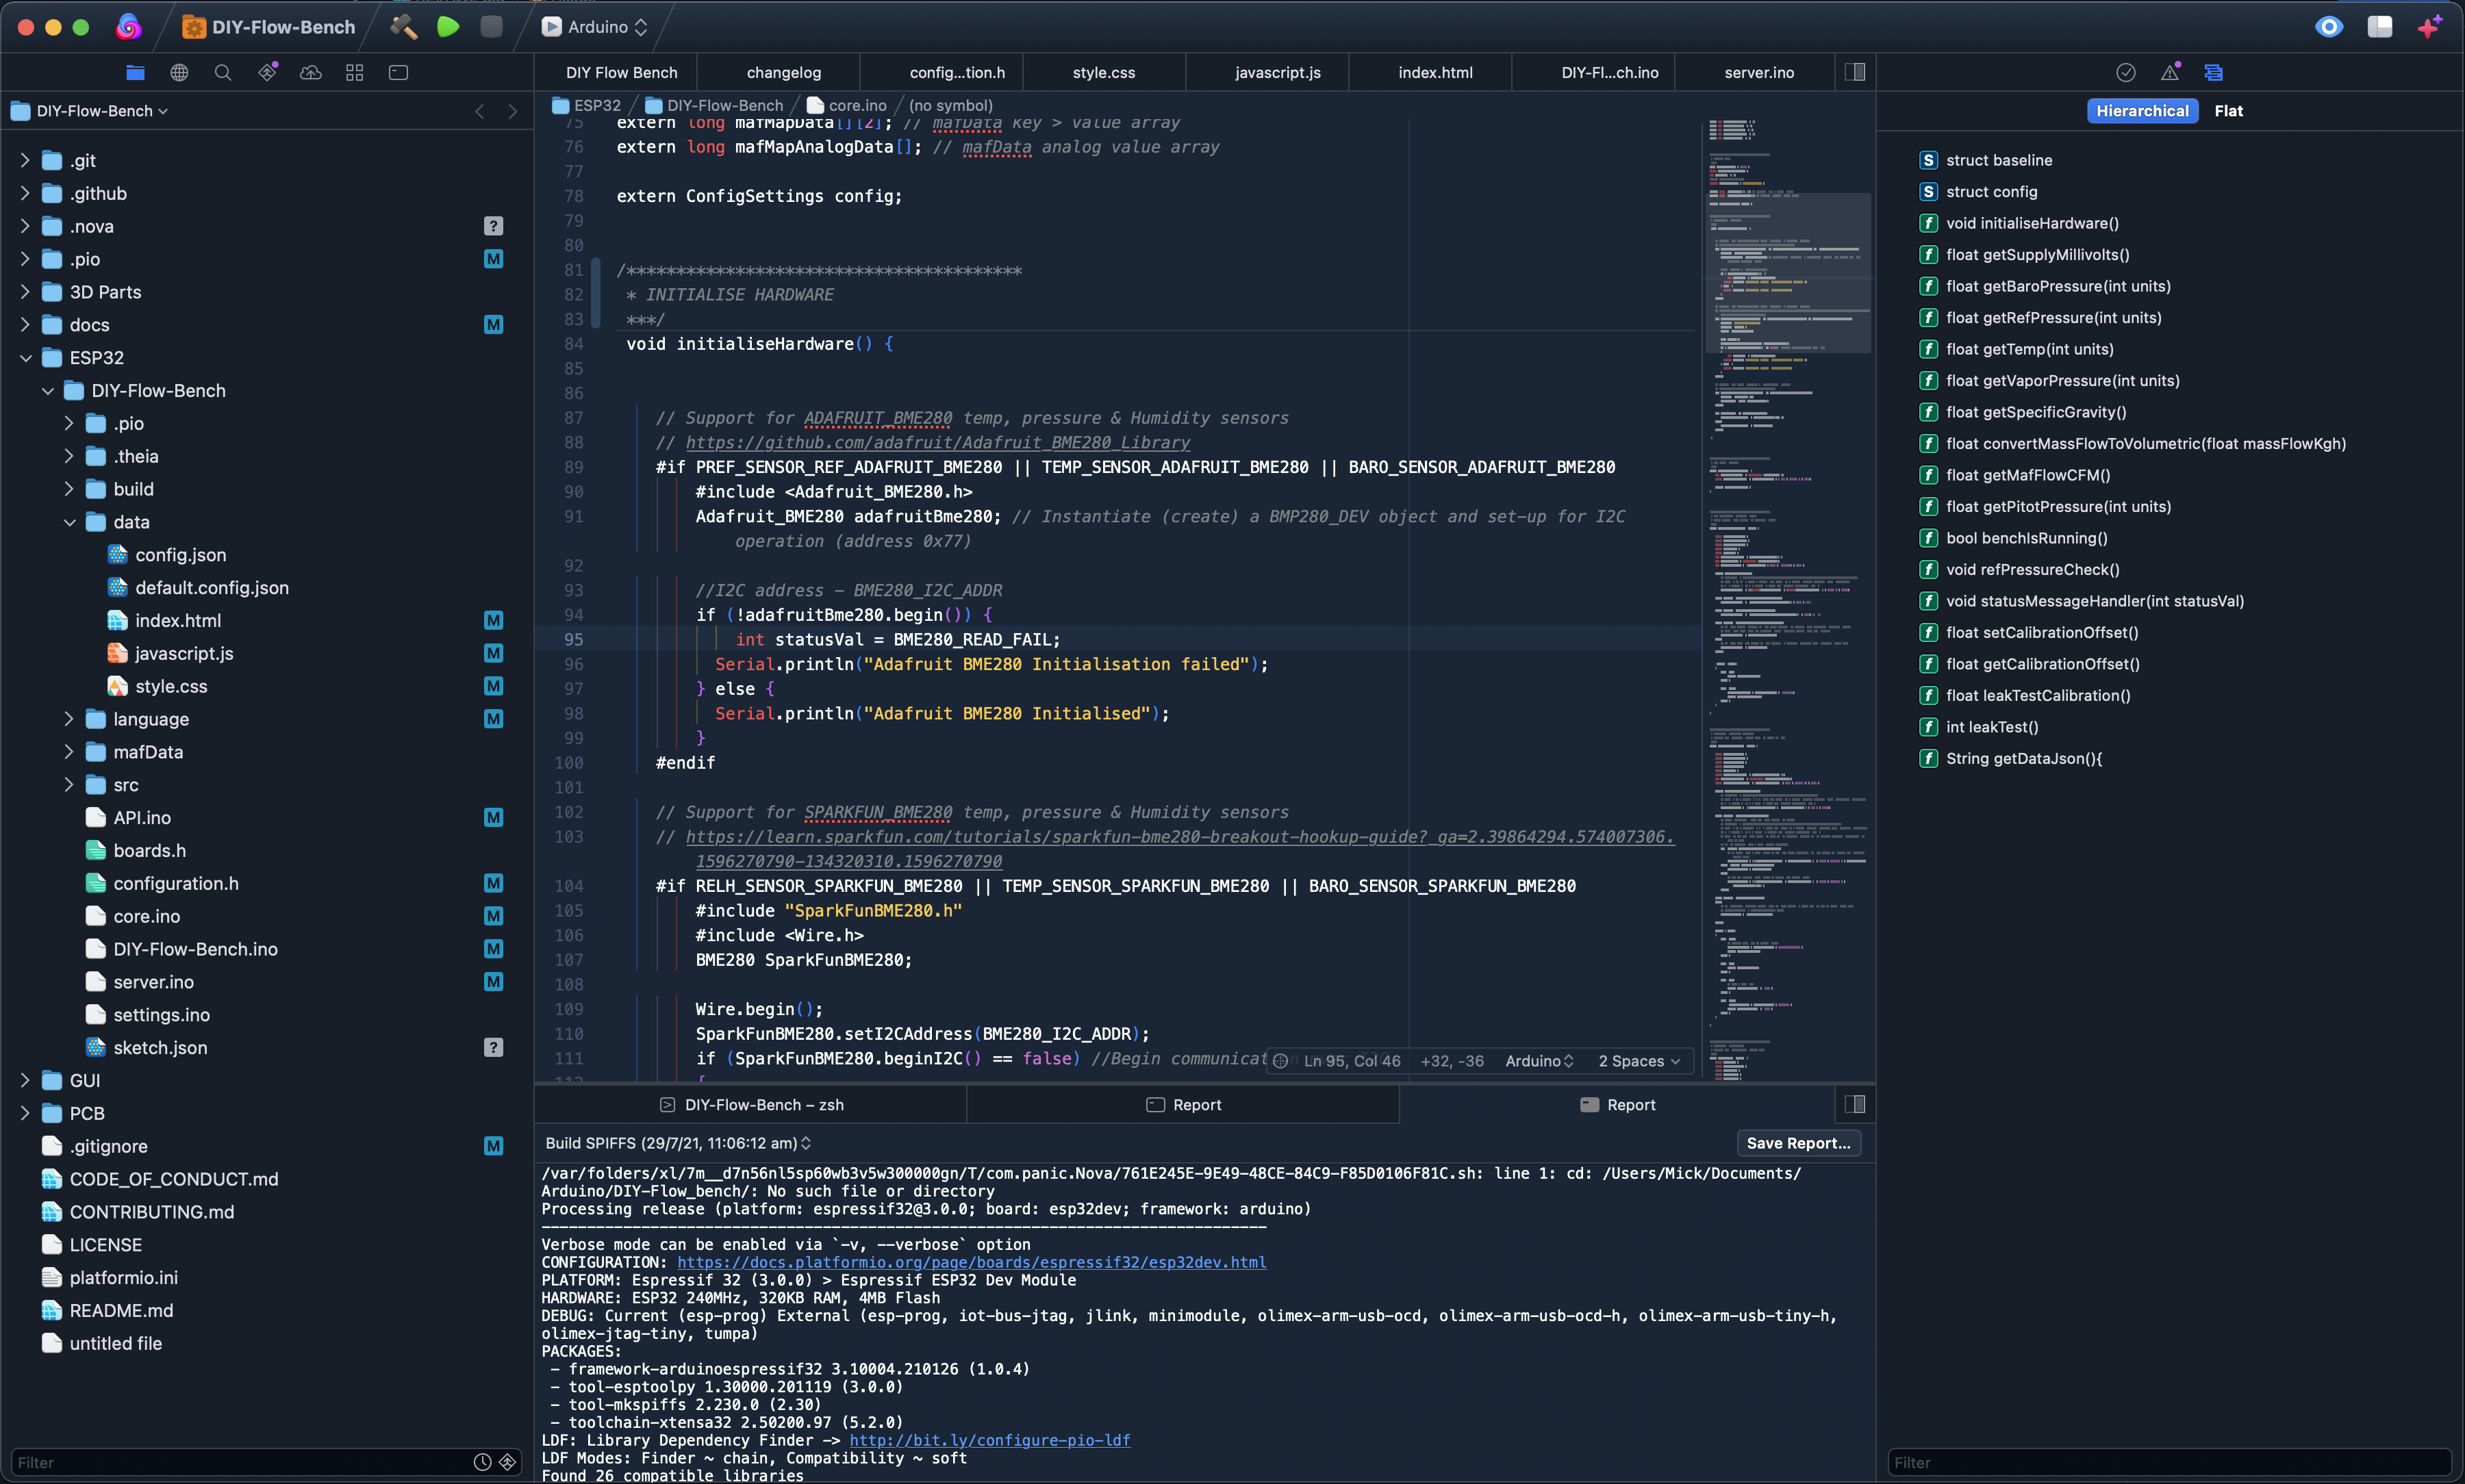 DIY-Flow-Bench
Arduino
DIY-Flow-Bench
.git
.github
.nova
?
.pio
M
3D Parts
docs
M
ESP32
DIY-Flow-Bench
.pio
.theia
build
data
config.json
default.config.json
index.html
M
javascript.js
M
style.css
M
language
M
mafData
src
API.ino
M
boards.h
configuration.h
M
core.ino
M
DIY-Flow-Bench.ino
M
server.ino
M
settings.ino
sketch.json
?
GUI
PCB
.gitignore
M
CODE_OF_CONDUCT.md
CONTRIBUTING.md
LICENSE
platformio.ini
README.md
untitled file
Filter
DIY Flow Bench
changelog
config...tion.h
style.css
javascript.js
index.html
DIY-Fl...ch.ino
server.ino
ESP32 / DIY-Flow-Bench / core.ino / (no symbol)
75 extern long mafMapData[][2]; // mafData key > value array
76 extern long mafMapAnalogData[]; // mafData analog value array
77
78 extern ConfigSettings config;
79
80
81 /****************************************
82 * INITIALISE HARDWARE
83 ***/
84 void initialiseHardware() {
85
86
87 // Support for ADAFRUIT_BME280 temp, pressure & Humidity sensors
88 // https://github.com/adafruit/Adafruit_BME280_Library
89 #if PREF_SENSOR_REF_ADAFRUIT_BME280 || TEMP_SENSOR_ADAFRUIT_BME280 || BARO_SENSOR_ADAFRUIT_BME280
90 #include <Adafruit_BME280.h>
91 Adafruit_BME280 adafruitBme280; // Instantiate (create) a BMP280_DEV object and set-up for I2C
operation (address 0x77)
92
93 //I2C address - BME280_I2C_ADDR
94 if (!adafruitBme280.begin()) {
95 int statusVal = BME280_READ_FAIL;
96 Serial.println("Adafruit BME280 Initialisation failed");
97 } else {
98 Serial.println("Adafruit BME280 Initialised");
99 }
100 #endif
101
102 // Support for SPARKFUN_BME280 temp, pressure & Humidity sensors
103 // https://learn.sparkfun.com/tutorials/sparkfun-bme280-breakout-hookup-guide?_ga=2.39864294.574007306.
1596270790-134320310.1596270790
104 #if RELH_SENSOR_SPARKFUN_BME280 || TEMP_SENSOR_SPARKFUN_BME280 || BARO_SENSOR_SPARKFUN_BME280
105 #include "SparkFunBME280.h"
106 #include <Wire.h>
107 BME280 SparkFunBME280;
108
109 Wire.begin();
110 SparkFunBME280.setI2CAddress(BME280_I2C_ADDR);
111 if (SparkFunBME280.beginI2C() == false) //Begin communicat
112 {
Ln 95, Col 46 +32, -36 Arduino 2 Spaces
DIY-Flow-Bench – zsh
Report
Report
Build SPIFFS (29/7/21, 11:06:12 am)
Save Report...
/var/folders/xl/7m__d7n56nl5sp60wb3v5w300000gn/T/com.panic.Nova/761E245E-9E49-48CE-84C9-F85D0106F81C.sh: line 1: cd: /Users/Mick/Documents/
Arduino/DIY-Flow_bench/: No such file or directory
Processing release (platform: espressif32@3.0.0; board: esp32dev; framework: arduino)
--------------------------------------------------------------------------------
Verbose mode can be enabled via `-v, --verbose` option
CONFIGURATION: https://docs.platformio.org/page/boards/espressif32/esp32dev.html
PLATFORM: Espressif 32 (3.0.0) > Espressif ESP32 Dev Module
HARDWARE: ESP32 240MHz, 320KB RAM, 4MB Flash
DEBUG: Current (esp-prog) External (esp-prog, iot-bus-jtag, jlink, minimodule, olimex-arm-usb-ocd, olimex-arm-usb-ocd-h, olimex-arm-usb-tiny-h,
olimex-jtag-tiny, tumpa)
PACKAGES:
- framework-arduinoespressif32 3.10004.210126 (1.0.4)
- tool-esptoolpy 1.30000.201119 (3.0.0)
- tool-mkspiffs 2.230.0 (2.30)
- toolchain-xtensa32 2.50200.97 (5.2.0)
LDF: Library Dependency Finder -> http://bit.ly/configure-pio-ldf
LDF Modes: Finder ~ chain, Compatibility ~ soft
Found 26 compatible libraries
Hierarchical
Flat
S struct baseline
S struct config
f void initialiseHardware()
f float getSupplyMillivolts()
f float getBaroPressure(int units)
f float getRefPressure(int units)
f float getTemp(int units)
f float getVaporPressure(int units)
f float getSpecificGravity()
f float convertMassFlowToVolumetric(float massFlowKgh)
f float getMafFlowCFM()
f float getPitotPressure(int units)
f bool benchIsRunning()
f void refPressureCheck()
f void statusMessageHandler(int statusVal)
f float setCalibrationOffset()
f float getCalibrationOffset()
f float leakTestCalibration()
f int leakTest()
f String getDataJson(){
Filter